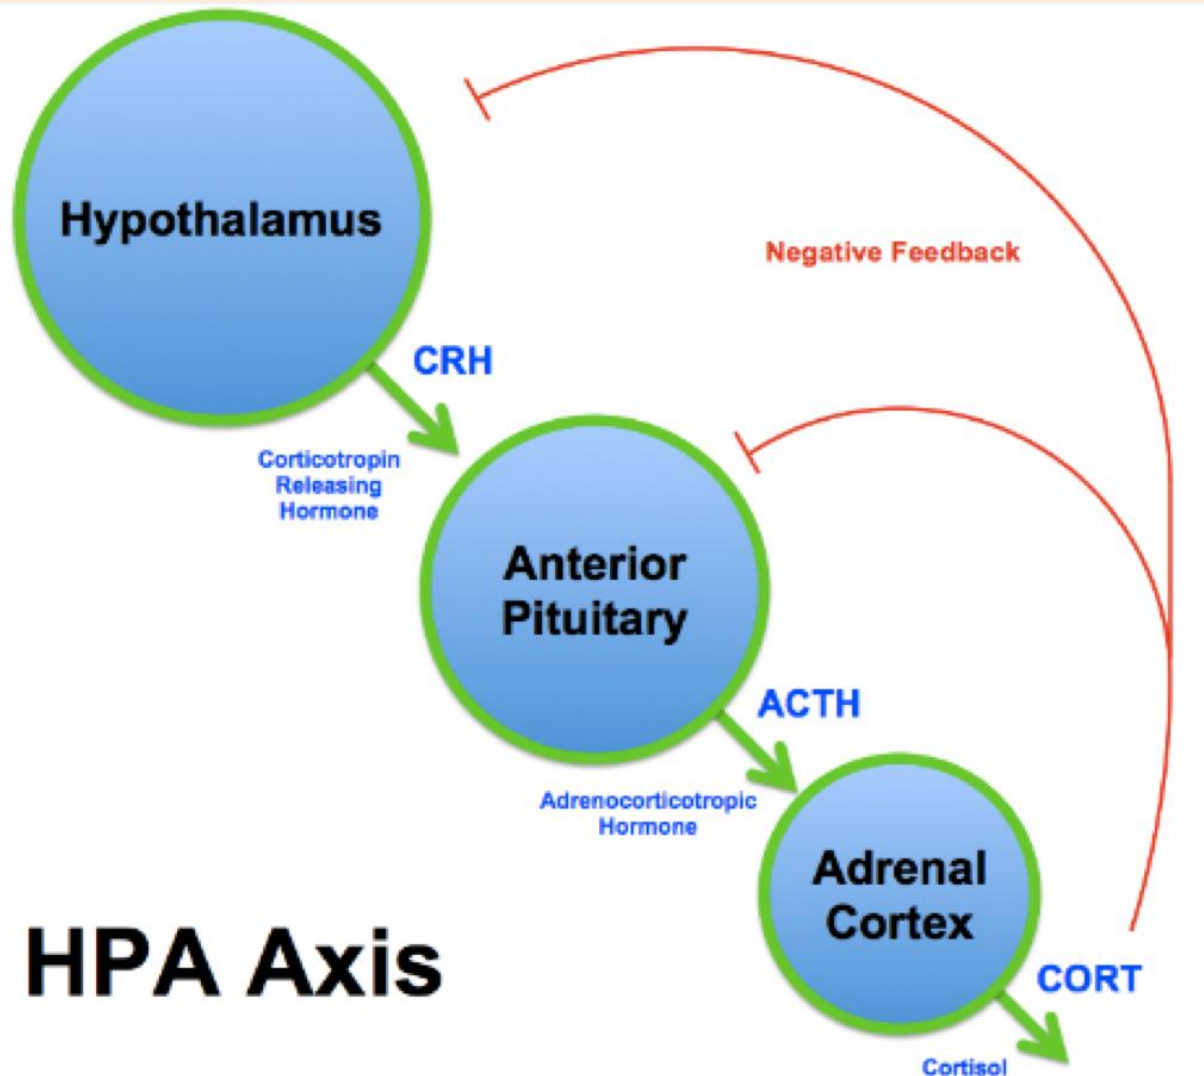 Hypothalamus
Negative Feedback
CRH
Corticotropin
Releasing
Hormone
Anterior
Pituitary
ACTH
Adrenocorticotropic
Hormone
Adrenal
Cortex
HPA Axis
CORT
Cortisol